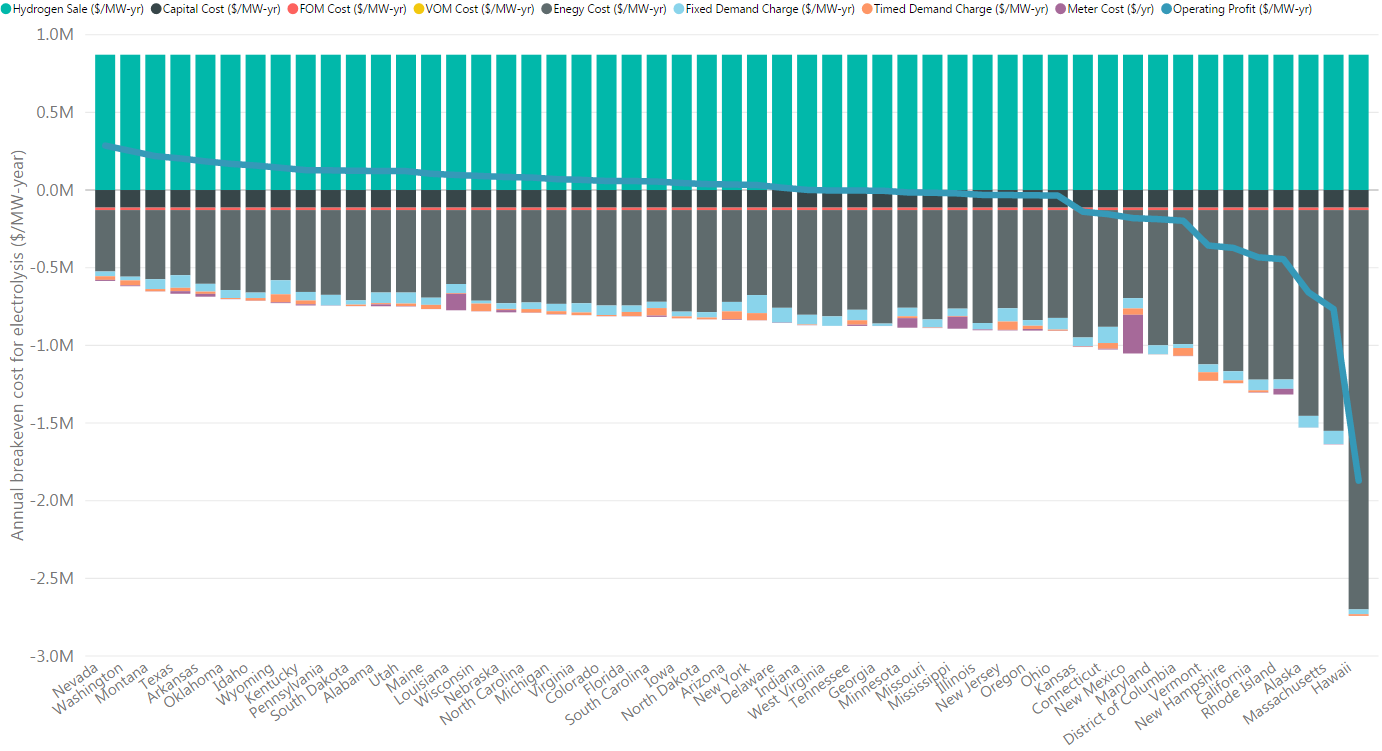 Hydrogen Sale ($/MW-yr) Capital Cost ($/MW-yr) FOM Cost ($/MW-yr) VOM Cost ($/MW-yr) Enegy Cost ($/MW-yr) Fixed Demand Charge ($/MW-yr) Timed Demand Charge ($/MW-yr) Meter Cost ($/yr) Operating Profit ($/MW-yr)
Annual breakeven cost for electrolysis ($/MW-year)
1.0M
0.5M
0.0M
-0.5M
-1.0M
-1.5M
-2.0M
-2.5M
-3.0M
Nevada
Washington
Montana
Texas
Arkansas
Oklahoma
Idaho
Wyoming
Kentucky
Pennsylvania
South Dakota
Alabama
Utah
Maine
Louisiana
Wisconsin
Nebraska
North Carolina
Michigan
Virginia
Colorado
Florida
South Carolina
Iowa
North Dakota
Arizona
New York
Delaware
Indiana
West Virginia
Tennessee
Georgia
Minnesota
Missouri
Mississippi
Illinois
New Jersey
Oregon
Ohio
Kansas
Connecticut
New Mexico
Maryland
District of Columbia
Vermont
New Hampshire
California
Rhode Island
Alaska
Massachusetts
Hawaii